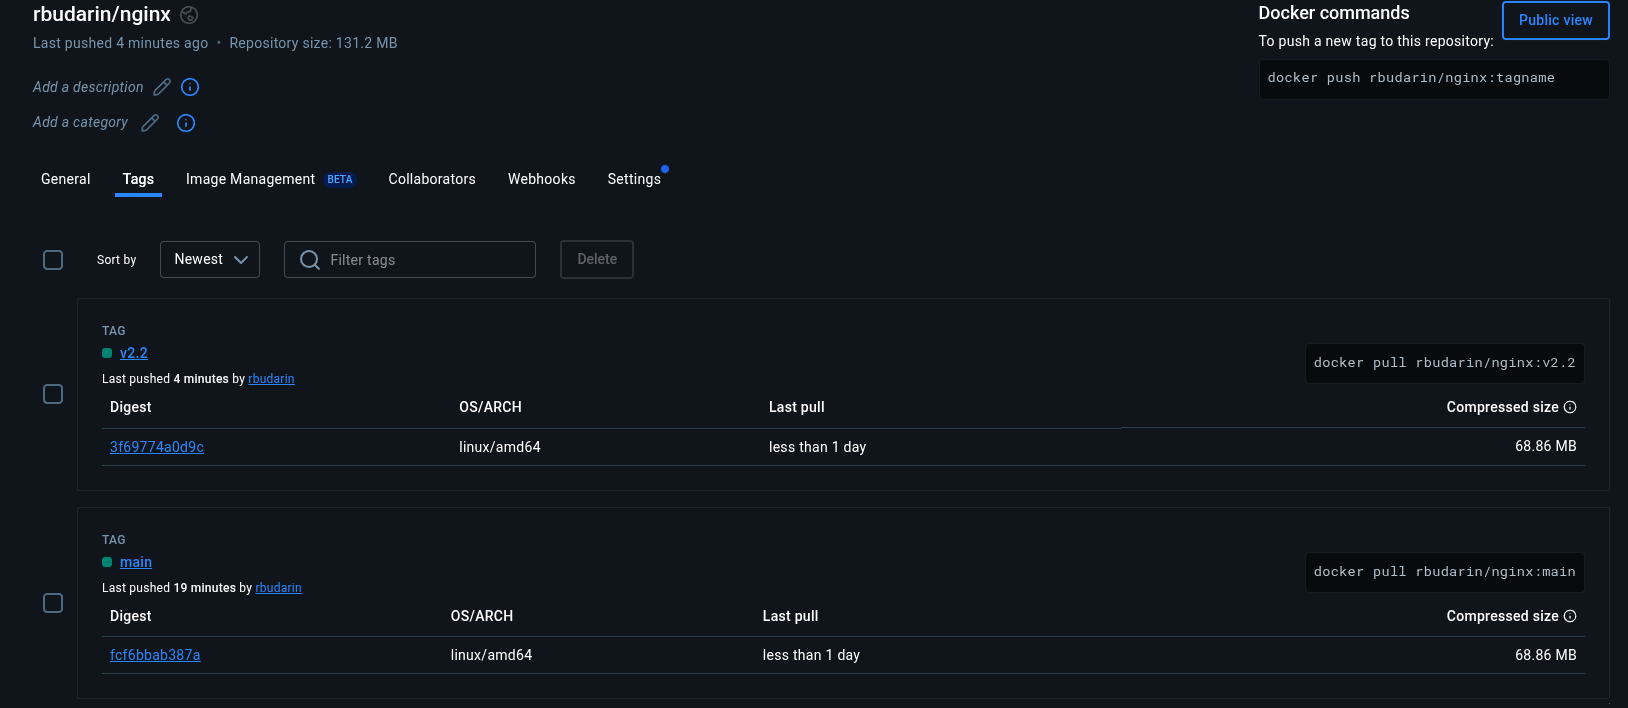 rbudarin/nginx
Last pushed 4 minutes ago • Repository size: 131.2 MB
Add a description
Add a category
Docker commands
Public view
To push a new tag to this repository:
docker push rbudarin/nginx:tagname
General Tags Image Management BETA Collaborators Webhooks Settings
Sort by Newest Filter tags Delete
TAG
v2.2
docker pull rbudarin/nginx:v2.2
Last pushed 4 minutes by rbudarin
Digest OS/ARCH Last pull Compressed size
3f69774a0d9c linux/amd64 less than 1 day 68.86 MB
TAG
main
docker pull rbudarin/nginx:main
Last pushed 19 minutes by rbudarin
Digest OS/ARCH Last pull Compressed size
fcf6bbab387a linux/amd64 less than 1 day 68.86 MB